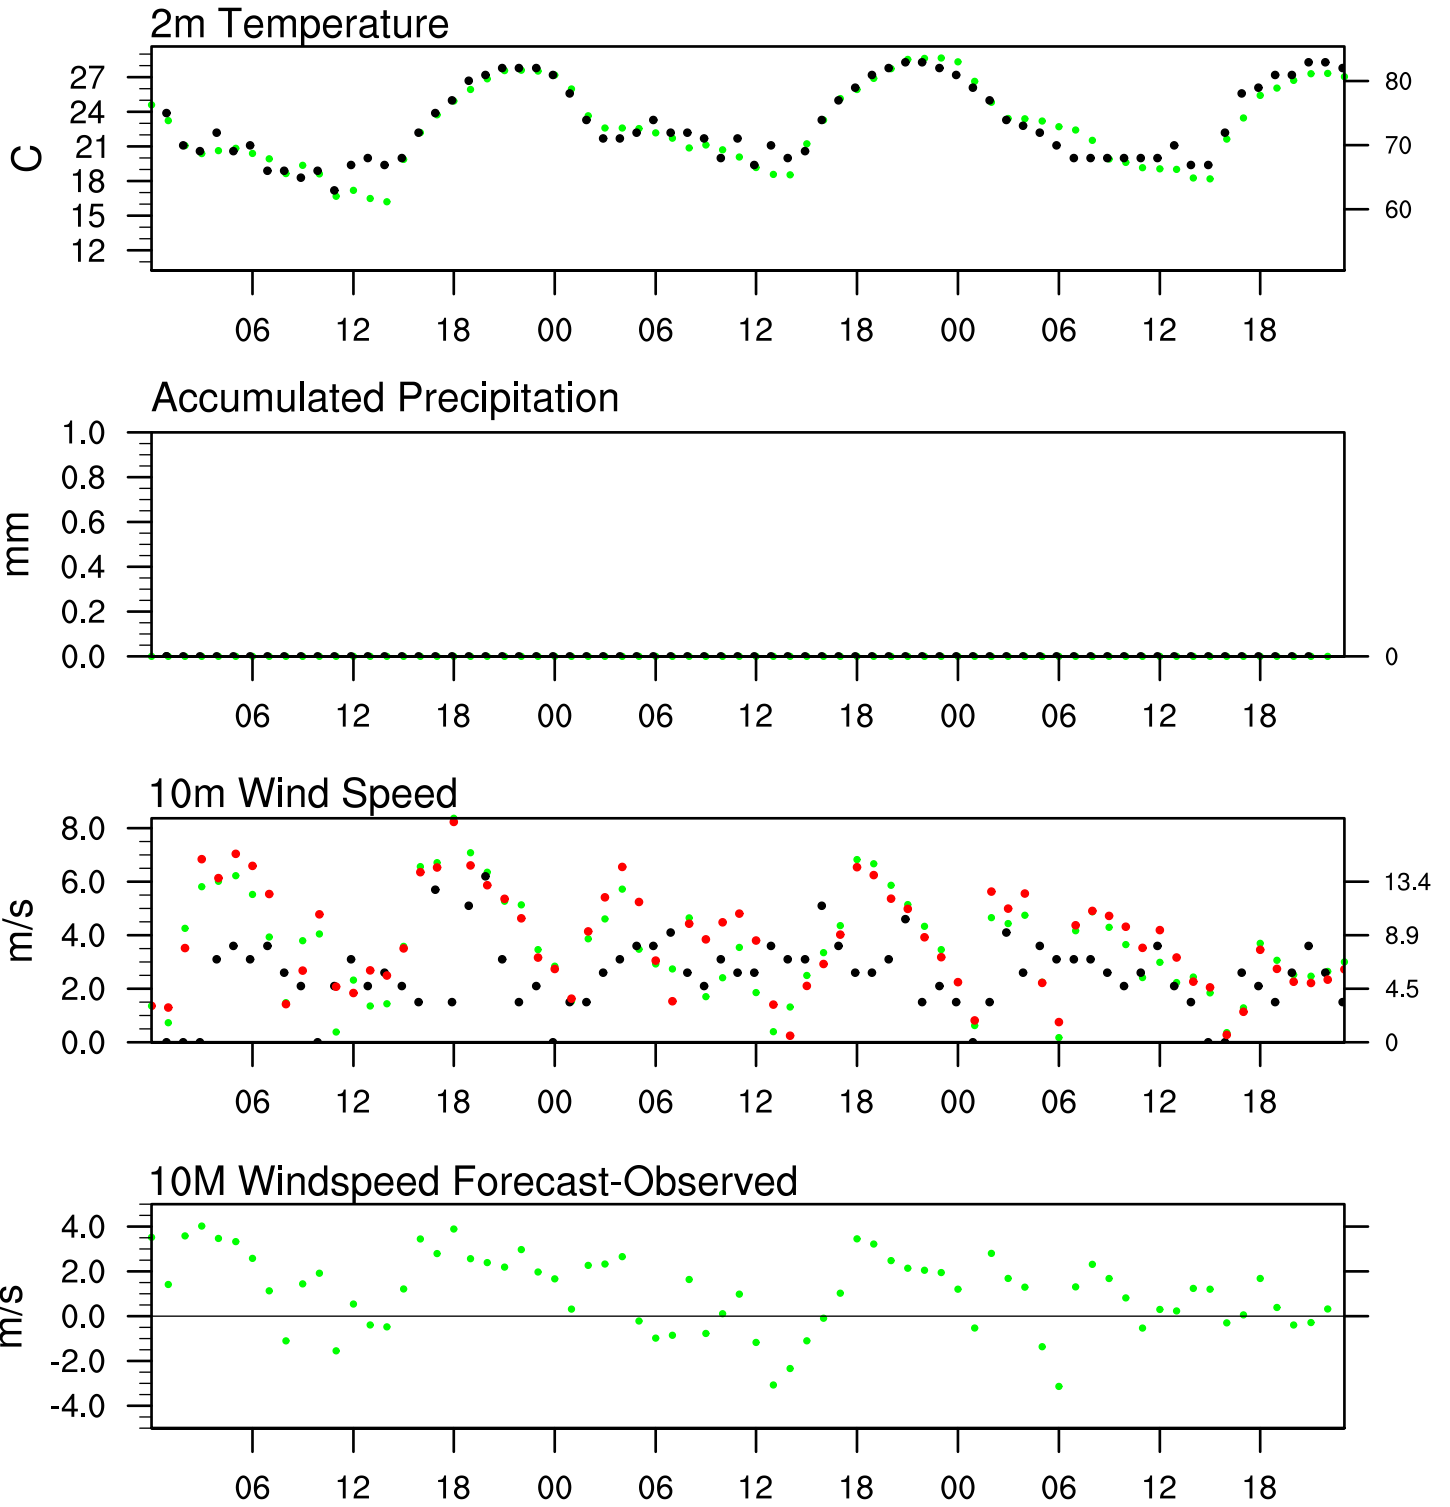 2m Temperature
27
24
21
18
15
12
C
80
70
60
06 12 18 00 06 12 18 00 06 12 18
Accumulated Precipitation
1.0
0.8
0.6
0.4
0.2
0.0
mm
0
06 12 18 00 06 12 18 00 06 12 18
10m Wind Speed
8.0
6.0
4.0
2.0
0.0
m/s
13.4
8.9
4.5
0
06 12 18 00 06 12 18 00 06 12 18
10M Windspeed Forecast-Observed
4.0
2.0
0.0
-2.0
-4.0
m/s
06 12 18 00 06 12 18 00 06 12 18